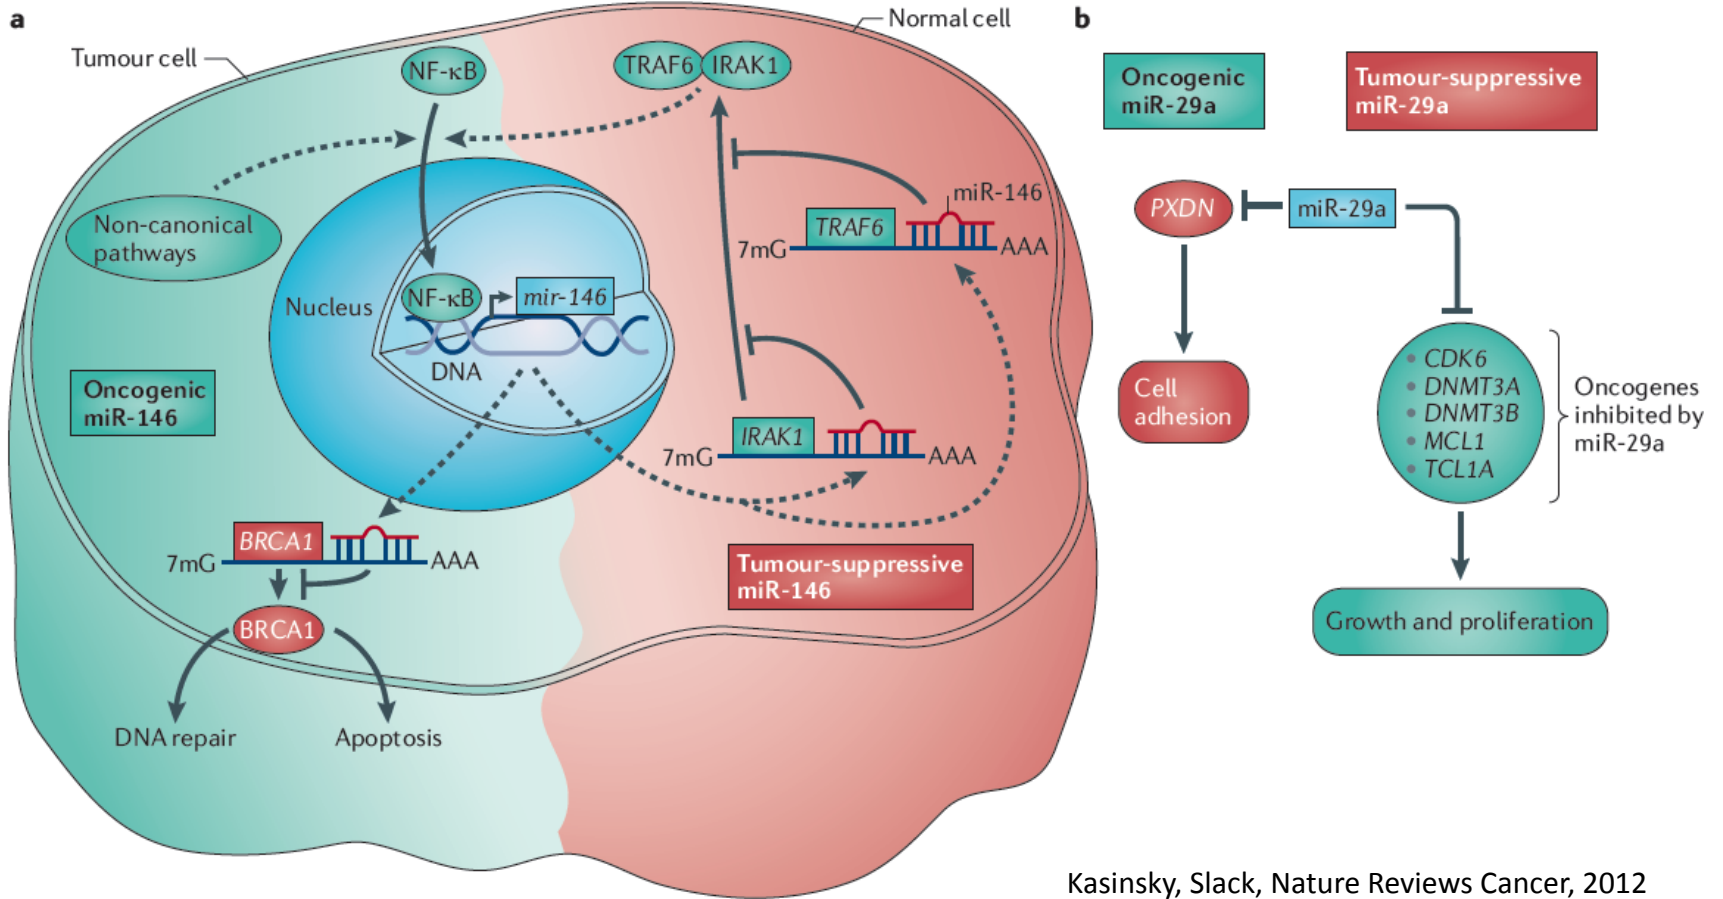 a
Normal cell
b
Tumour cell
NF-κB
TRAF6
IRAK1
Non-canonical
pathways
miR-146
TRAF6
7mG
AAA
Nucleus
NF-κB
mir-146
DNA
Oncogenic
miR-146
IRAK1
7mG
AAA
BRCA1
7mG
AAA
BRCA1
DNA repair
Apoptosis
Tumour-suppressive
miR-146
Oncogenic
miR-29a
Tumour-suppressive
miR-29a
PXDN
miR-29a
Cell
adhesion
• CDK6
• DNMT3A
• DNMT3B
• MCL1
• TCL1A
Oncogenes
inhibited by
miR-29a
Growth and proliferation
Kasinsky, Slack, Nature Reviews Cancer, 2012